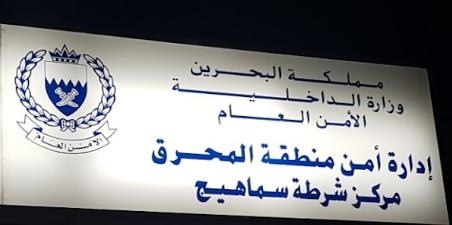 مملكة البحرين
وزارة الداخلية
الأمن العام
إدارة أمن منطقة المحرق
مركز شرطة سماهيج
الأمن العام